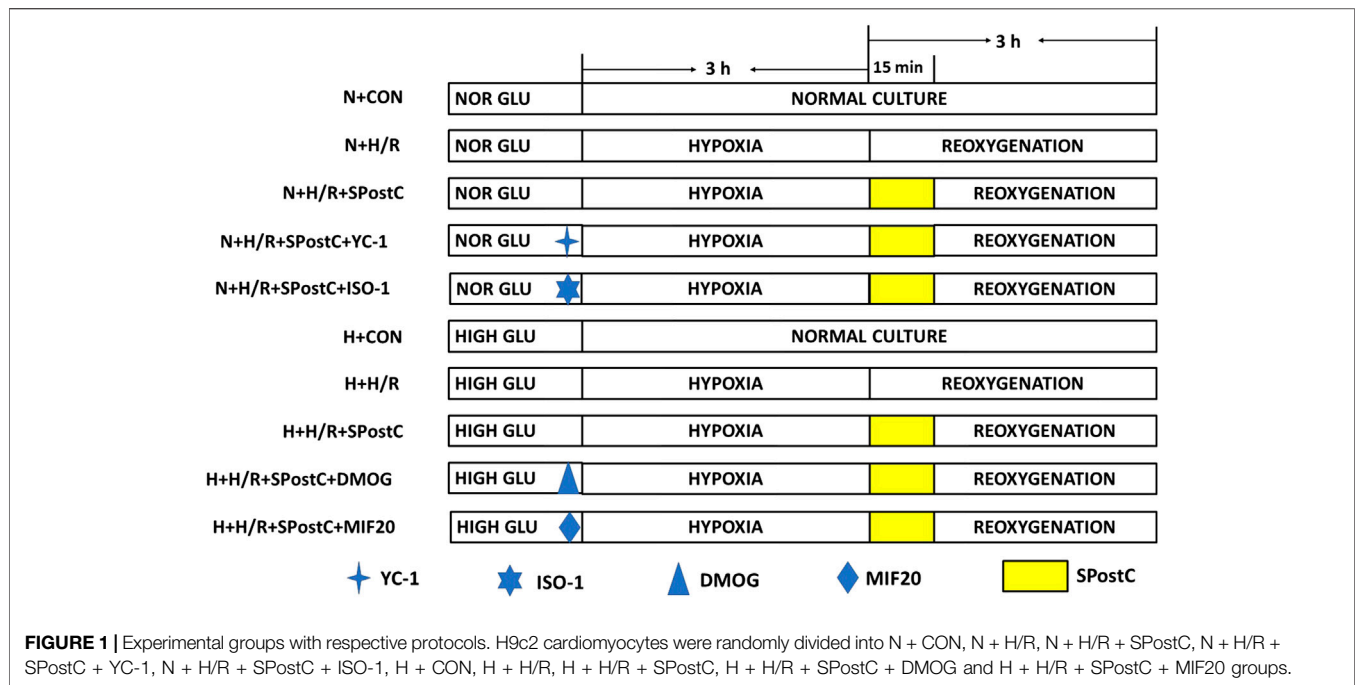 3 h
3 h 15 min
N+CON NOR GLU NORMAL CULTURE
N+H/R NOR GLU HYPOXIA REOXYGENATION
N+H/R+SPostC NOR GLU HYPOXIA REOXYGENATION
N+H/R+SPostC+YC-1 NOR GLU HYPOXIA REOXYGENATION
N+H/R+SPostC+ISO-1 NOR GLU HYPOXIA REOXYGENATION
H+CON HIGH GLU NORMAL CULTURE
H+H/R HIGH GLU HYPOXIA REOXYGENATION
H+H/R+SPostC HIGH GLU HYPOXIA REOXYGENATION
H+H/R+SPostC+DMOG HIGH GLU HYPOXIA REOXYGENATION
H+H/R+SPostC+MIF20 HIGH GLU HYPOXIA REOXYGENATION
YC-1 ISO-1 DMOG MIF20 SPostC
FIGURE 1 | Experimental groups with respective protocols. H9c2 cardiomyocytes were randomly divided into N + CON, N + H/R, N + H/R + SPostC, N + H/R +
SPostC + YC-1, N + H/R + SPostC + ISO-1, H + CON, H + H/R, H + H/R + SPostC, H + H/R + SPostC + DMOG and H + H/R + SPostC + MIF20 groups.